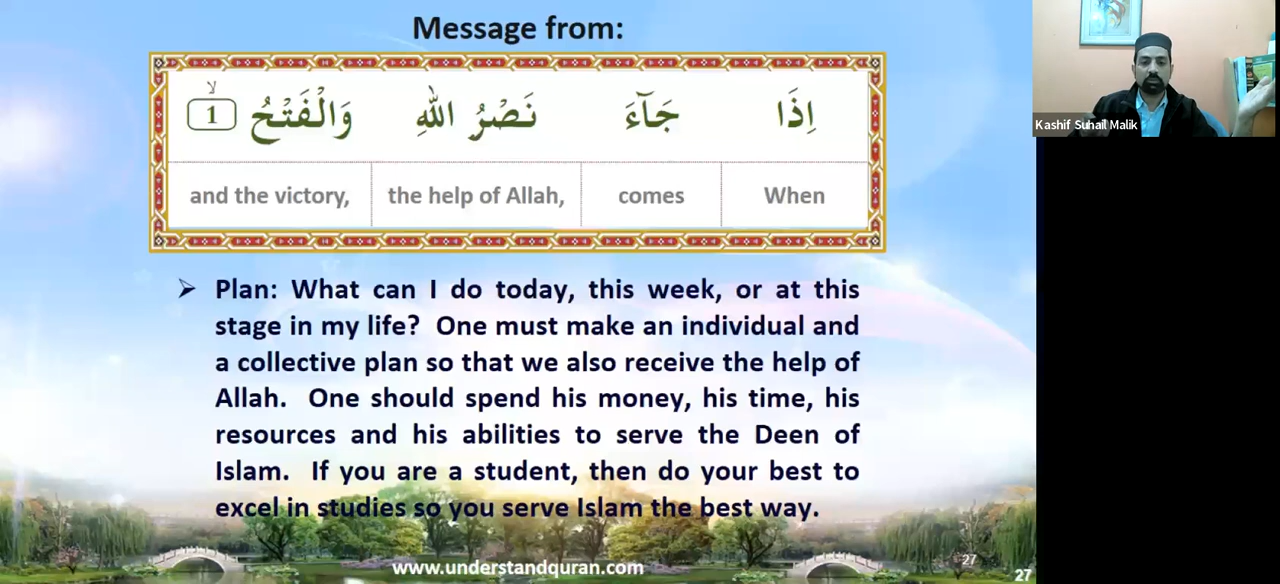 Message from:
إِذَا جَآءَ نَصْرُ اللّٰهِ وَالْفَتْحُ ۙ 1
When comes the help of Allah, and the victory,
➢ Plan: What can I do today, this week, or at this
stage in my life? One must make an individual and
a collective plan so that we also receive the help of
Allah. One should spend his money, his time, his
resources and his abilities to serve the Deen of
Islam. If you are a student, then do your best to
excel in studies so you serve Islam the best way.
www.understandquran.com
27
27
Kashif Suhail Malik